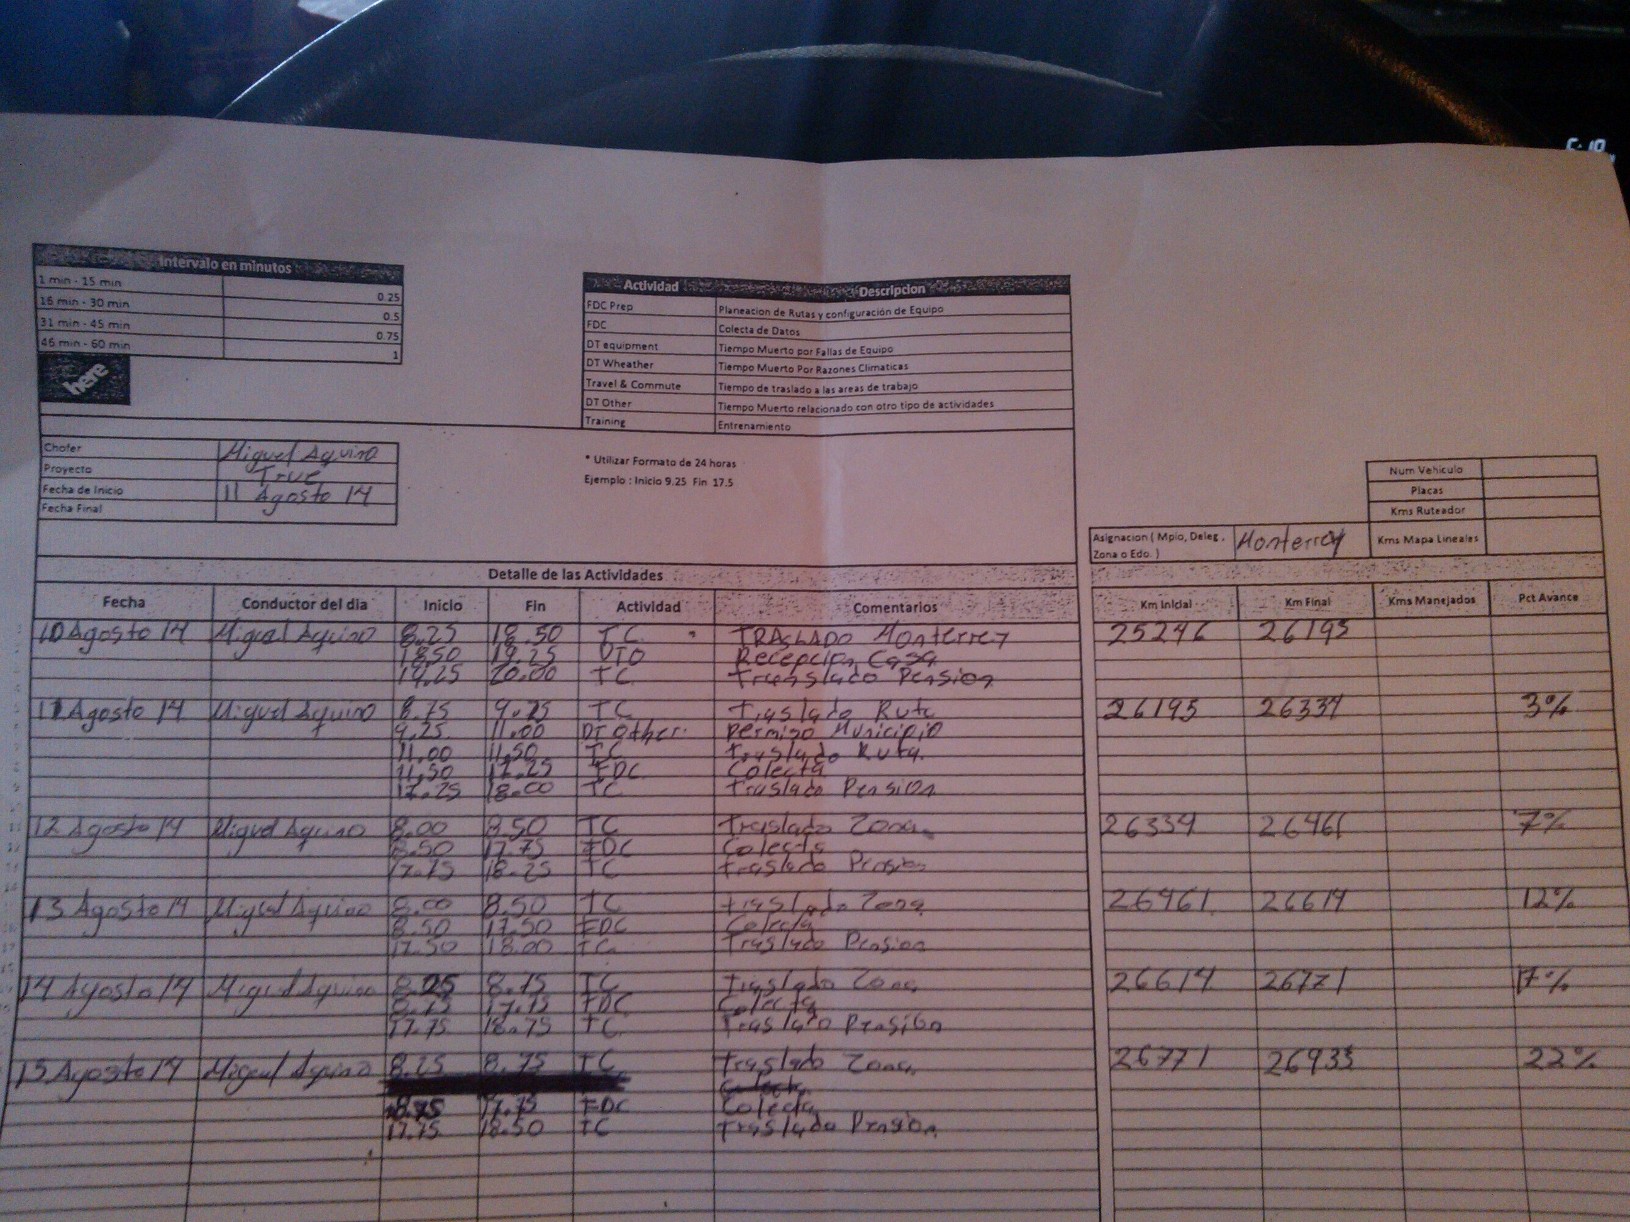 Intervalo en minutos
1 min - 15 min 0.25
16 min - 30 min 0.5
31 min - 45 min 0.75
46 min - 60 min 1
here
Actividad Descripcion
FDC Prep Planeacion de Rutas y configuración de Equipo
FDC Colecta de Datos
DT equipment Tiempo Muerto por Fallas de Equipo
DT Wheather Tiempo Muerto Por Razones Climaticas
Travel & Commute Tiempo de traslado a las areas de trabajo
DT Other Tiempo Muerto relacionado con otro tipo de actividades
Training Entrenamiento
Chofer Miguel Aquino
Proyecto True
Fecha de Inicio 11 Agosto 14
Fecha Final
* Utilizar Formato de 24 horas
Ejemplo : Inicio 9.25 Fin 17.5
Num Vehiculo
Placas
Kms Ruteador
Kms Mapa Lineales
Asignacion ( Mpio, Deleg , Zona o Edo. ) Monterrey
Detalle de las Actividades
Fecha Conductor del dia Inicio Fin Actividad Comentarios Km Inicial Km Final Kms Manejados Pct Avance
10 Agosto 14 Miguel Aquino 8.25 18.50 TC TRASLADO Monterrey 25246 26195
18.50 19.25 DTO Recepcion Casa
19.25 20.00 TC Translado Pension
11 Agosto 14 Miguel Aquino TC Traslado Ruta 26195 26334 3%
9.25 11.00 DT Other Permiso Municipio
11.00 11.50 TC Traslado Ruta
11.50 17.25 FDC Colecta
17.25 18.00 TC Traslado Pension
12 Agosto 14 Miguel Aquino 8.00 8.50 TC Traslado Zona 26334 26461 7%
8.50 17.75 FDC Colecta
17.75 18.25 TC Traslado Pension
13 Agosto 14 Miguel Aquino 8.00 8.50 TC Traslado Zona 26461 26614 12%
8.50 17.50 FDC Colecta
17.50 18.00 TC Traslado Pension
14 Agosto 14 Miguel Aquino 8.75 TC Traslado Zona 26614 26771 17%
8.75 17.75 FDC Colecta
17.75 18.75 TC Traslado Pension
15 Agosto 14 Miguel Aquino 8.25 8.75 TC Traslado Zona 26771 26933 22%
8.75 17.75 FDC Colecta
17.75 18.50 TC Traslado Pension